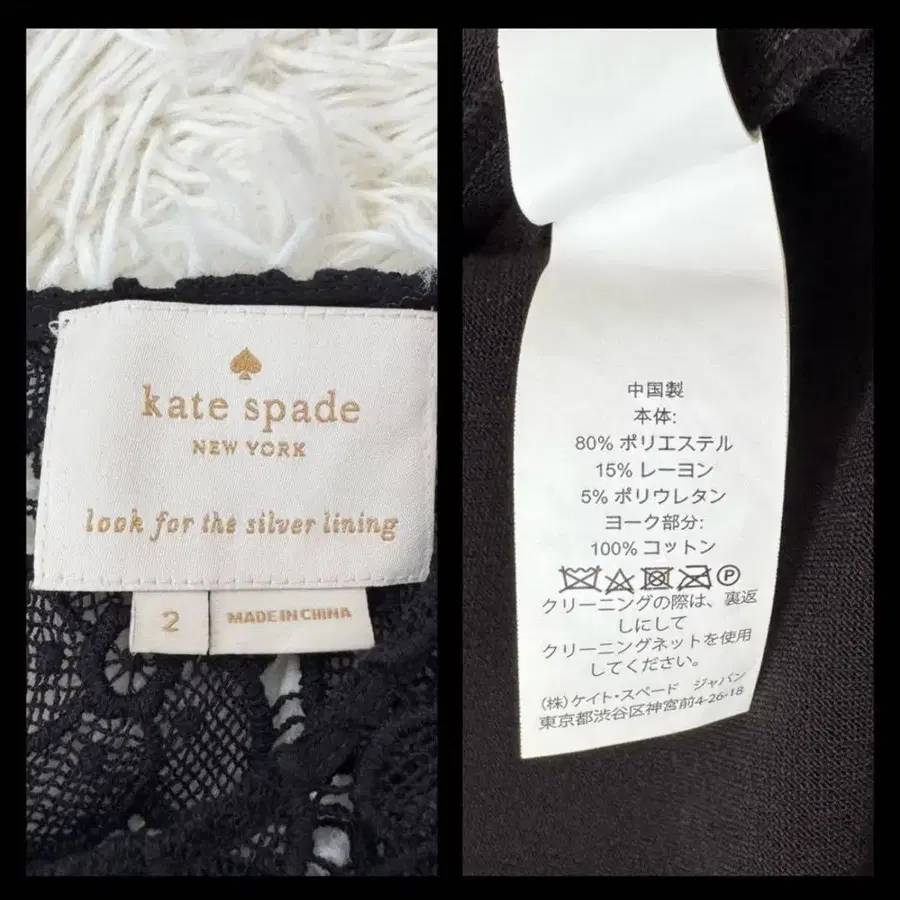 kate spade
NEW YORK
look for the silver lining
2
MADE IN CHINA
中国製
本体:
80% ポリエステル
15% レーヨン
5% ポリウレタン
ヨーク部分:
100% コットン
P
クリーニングの際は、裏返
しにして
クリーニングネットを使用
してください。
(株)ケイト・スペード ジャパン
東京都渋谷区神宮前4-26-18